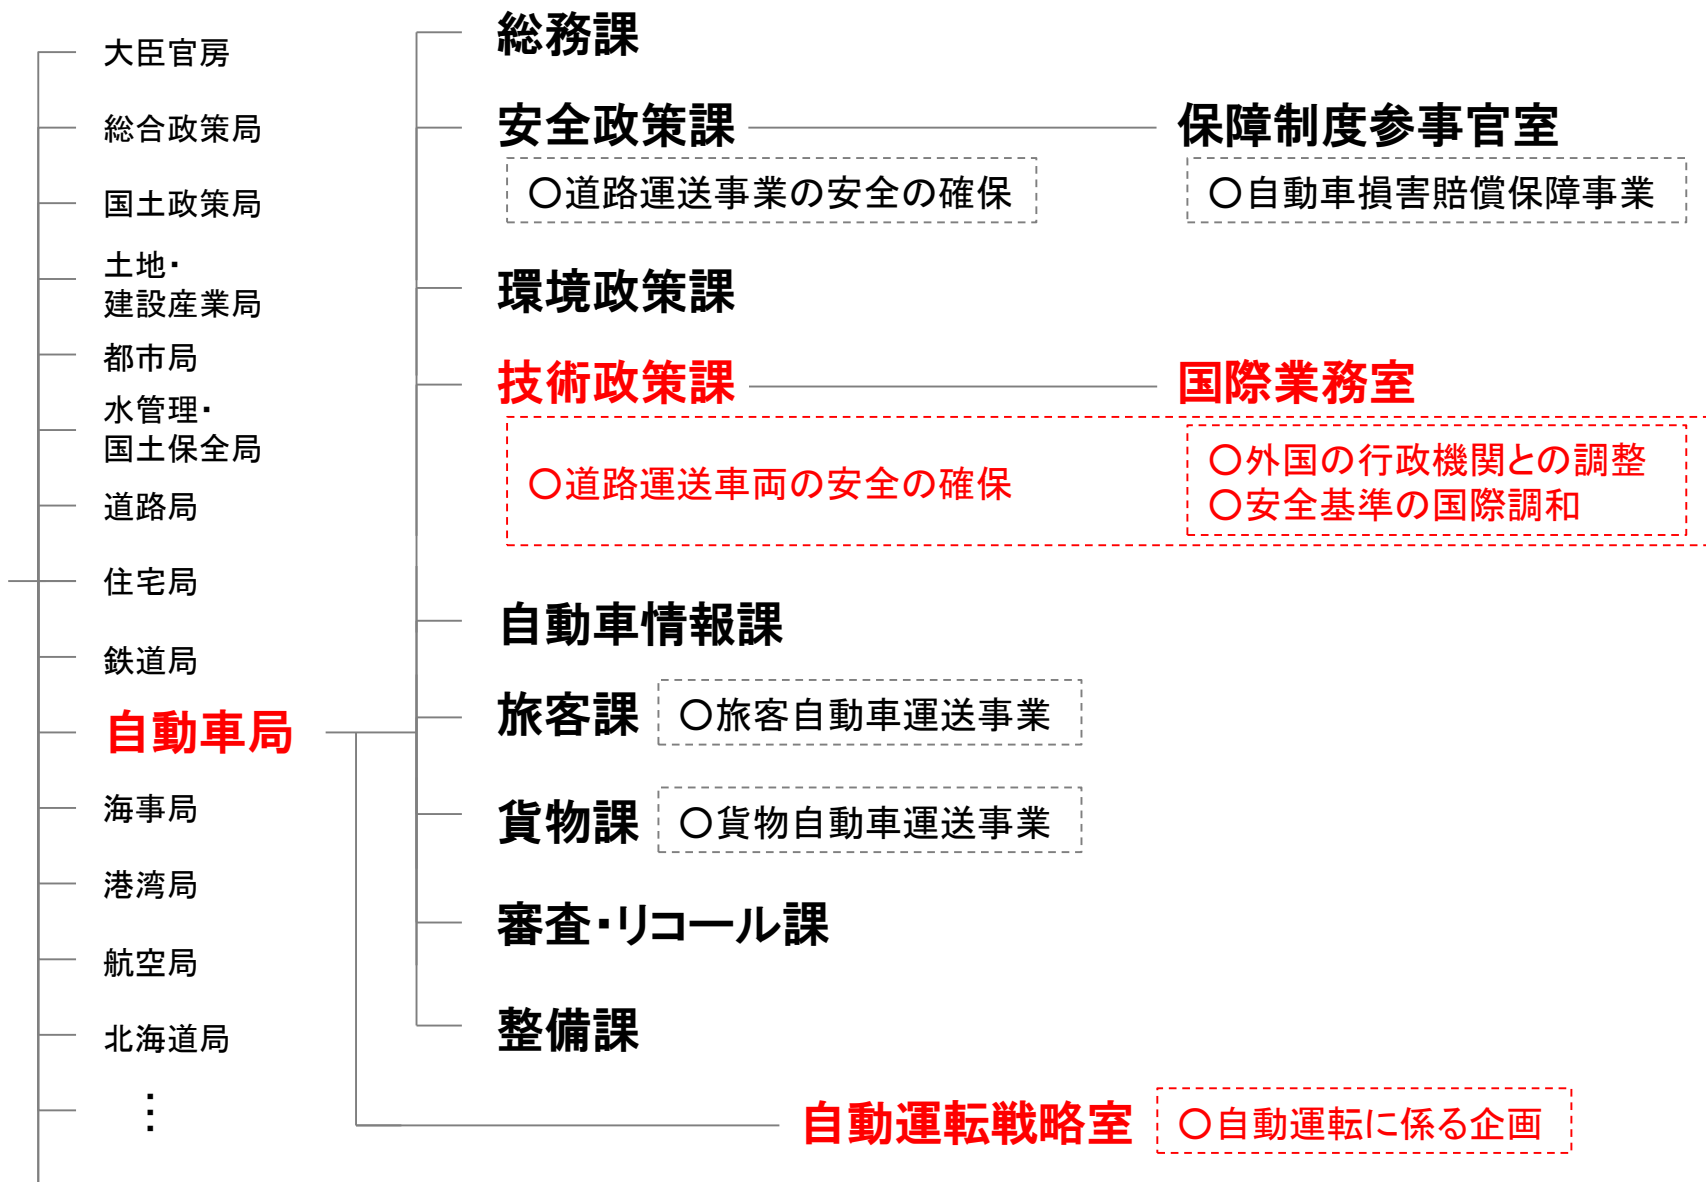 大臣官房
総合政策局
国土政策局
土地・
建設産業局
都市局
水管理・
国土保全局
道路局
住宅局
鉄道局
自動車局
海事局
港湾局
航空局
北海道局
⋮
総務課
安全政策課
〇道路運送事業の安全の確保
保障制度参事官室
〇自動車損害賠償保障事業
環境政策課
技術政策課
〇道路運送車両の安全の確保
国際業務室
〇外国の行政機関との調整
〇安全基準の国際調和
自動車情報課
旅客課
〇旅客自動車運送事業
貨物課
〇貨物自動車運送事業
審査・リコール課
整備課
自動運転戦略室
〇自動運転に係る企画